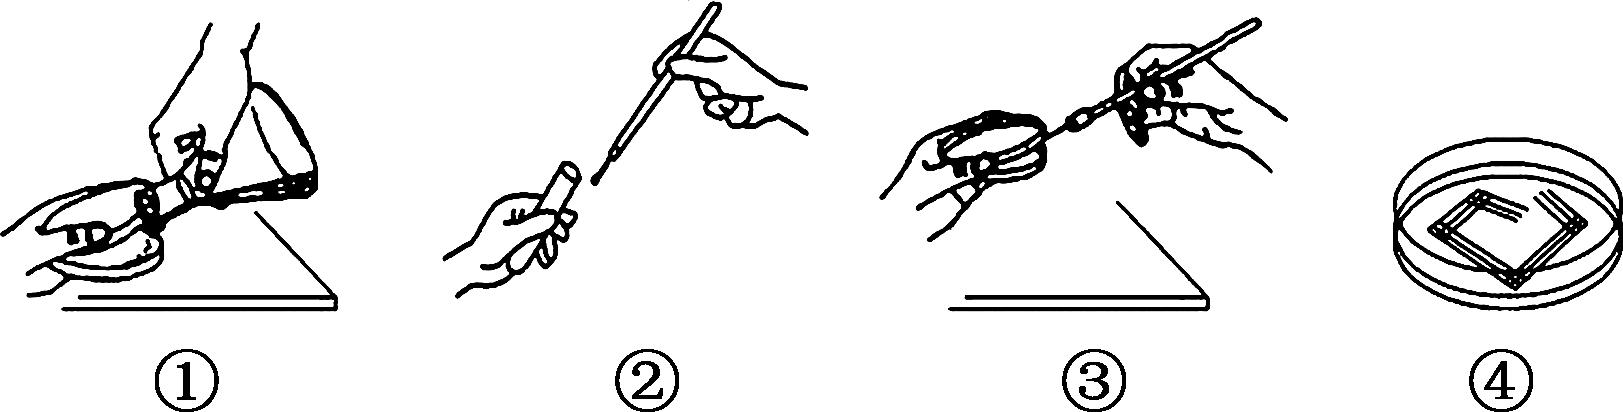 ① ② ③ ④